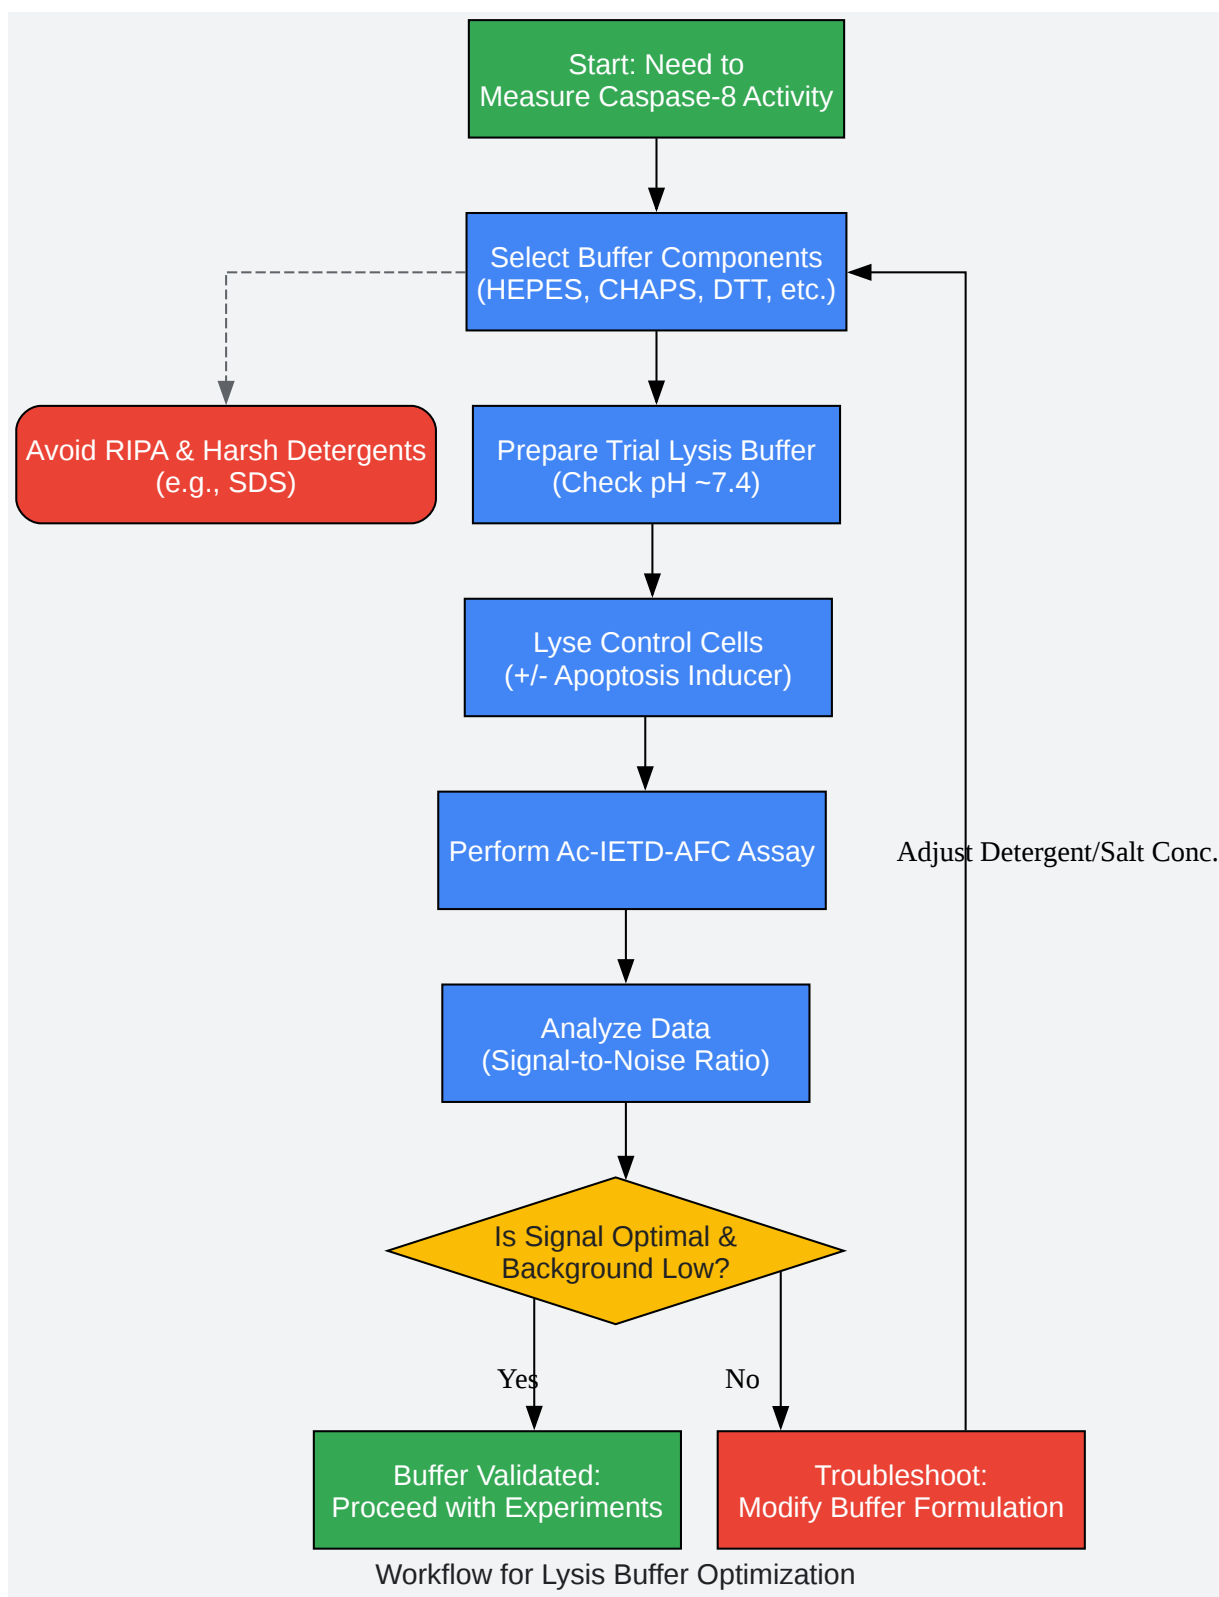 Start: Need to
Measure Caspase-8 Activity
Select Buffer Components
(HEPES, CHAPS, DTT, etc.)
Avoid RIPA & Harsh Detergents
(e.g., SDS)
Prepare Trial Lysis Buffer
(Check pH ~7.4)
Lyse Control Cells
(+/- Apoptosis Inducer)
Perform Ac-IETD-AFC Assay
Adjust Detergent/Salt Conc.
Analyze Data
(Signal-to-Noise Ratio)
Is Signal Optimal &
Background Low?
Yes
No
Buffer Validated:
Proceed with Experiments
Troubleshoot:
Modify Buffer Formulation
Workflow for Lysis Buffer Optimization